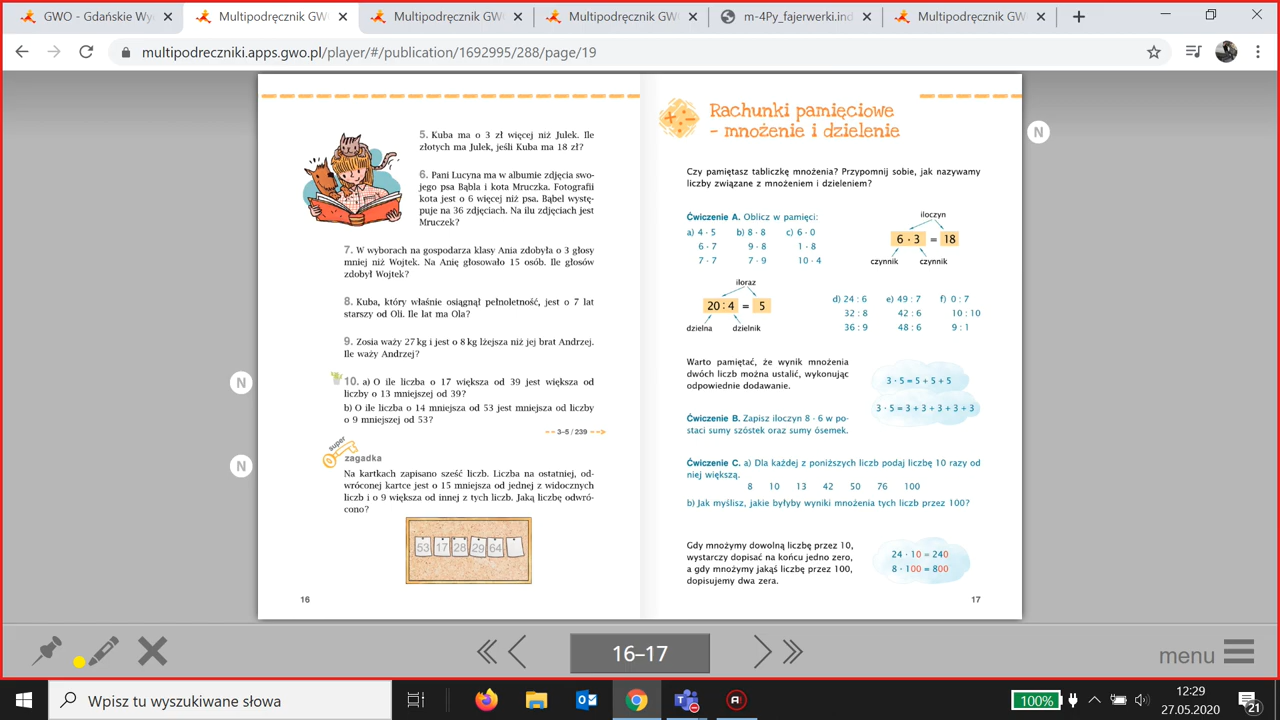 GWO - Gdańskie Wy
Multipodręcznik GWO
Multipodręcznik GWO
Multipodręcznik GWO
m-4Py_fajerwerki.ind
Multipodręcznik GWO
multipodreczniki.apps.gwo.pl/player/#/publication/1692995/288/page/19
5. Kuba ma o 3 zł więcej niż Julek. Ile
złotych ma Julek, jeśli Kuba ma 18 zł?
6. Pani Lucyna ma w albumie zdjęcia swo-
jego psa Bąbla i kota Mruczka. Fotografii
kota jest o 6 więcej niż psa. Bąbel wystę-
puje na 36 zdjęciach. Na ilu zdjęciach jest
Mruczek?
7. W wyborach na gospodarza klasy Ania zdobyła o 3 głosy
mniej niż Wojtek. Na Anię głosowało 15 osób. Ile głosów
zdobył Wojtek?
8. Kuba, który właśnie osiągnął pełnoletność, jest o 7 lat
starszy od Oli. Ile lat ma Ola?
9. Zosia waży 27 kg i jest o 8 kg lżejsza niż jej brat Andrzej.
Ile waży Andrzej?
10. a) O ile liczba o 17 większa od 39 jest większa od
liczby o 13 mniejszej od 39?
b) O ile liczba o 14 mniejsza od 53 jest mniejsza od liczby
o 9 mniejszej od 53?
3–5 / 239
super
zagadka
Na kartkach zapisano sześć liczb. Liczba na ostatniej, od-
wróconej kartce jest o 15 mniejsza od jednej z widocznych
liczb i o 9 większa od innej z tych liczb. Jaką liczbę odwró-
cono?
53 17 28 29 64
16
Rachunki pamięciowe
– mnożenie i dzielenie
N
Czy pamiętasz tabliczkę mnożenia? Przypomnij sobie, jak nazywamy
liczby związane z mnożeniem i dzieleniem?
Ćwiczenie A. Oblicz w pamięci:
a) 4 · 5 b) 8 · 8 c) 6 · 0
6 · 7 9 · 8 1 · 8
7 · 7 7 · 9 10 · 4
iloczyn
6 · 3 = 18
czynnik czynnik
iloraz
20 : 4 = 5
dzielna dzielnik
d) 24 : 6 e) 49 : 7 f) 0 : 7
32 : 8 42 : 6 10 : 10
36 : 9 48 : 6 9 : 1
Warto pamiętać, że wynik mnożenia
dwóch liczb można ustalić, wykonując
odpowiednie dodawanie.
3 · 5 = 5 + 5 + 5
3 · 5 = 3 + 3 + 3 + 3 + 3
Ćwiczenie B. Zapisz iloczyn 8 · 6 w po-
staci sumy szóstek oraz sumy ósemek.
Ćwiczenie C. a) Dla każdej z poniższych liczb podaj liczbę 10 razy od
niej większą.
8 10 13 42 50 76 100
b) Jak myślisz, jakie byłyby wyniki mnożenia tych liczb przez 100?
Gdy mnożymy dowolną liczbę przez 10,
wystarczy dopisać na końcu jedno zero,
a gdy mnożymy jakąś liczbę przez 100,
dopisujemy dwa zera.
24 · 10 = 240
8 · 100 = 800
17
N
N
16–17
menu
Wpisz tu wyszukiwane słowa
100%
12:29
27.05.2020
21